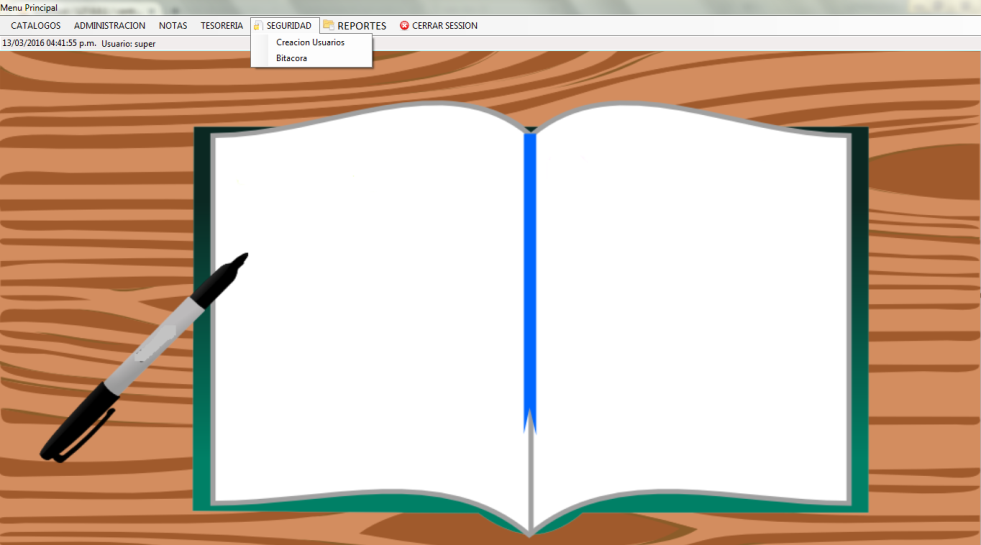 Menu Principal
CATALOGOS ADMINISTRACION NOTAS TESORERIA SEGURIDAD REPORTES CERRAR SESSION
13/03/2016 04:41:55 p.m. Usuario: super
Creacion Usuarios
Bitacora